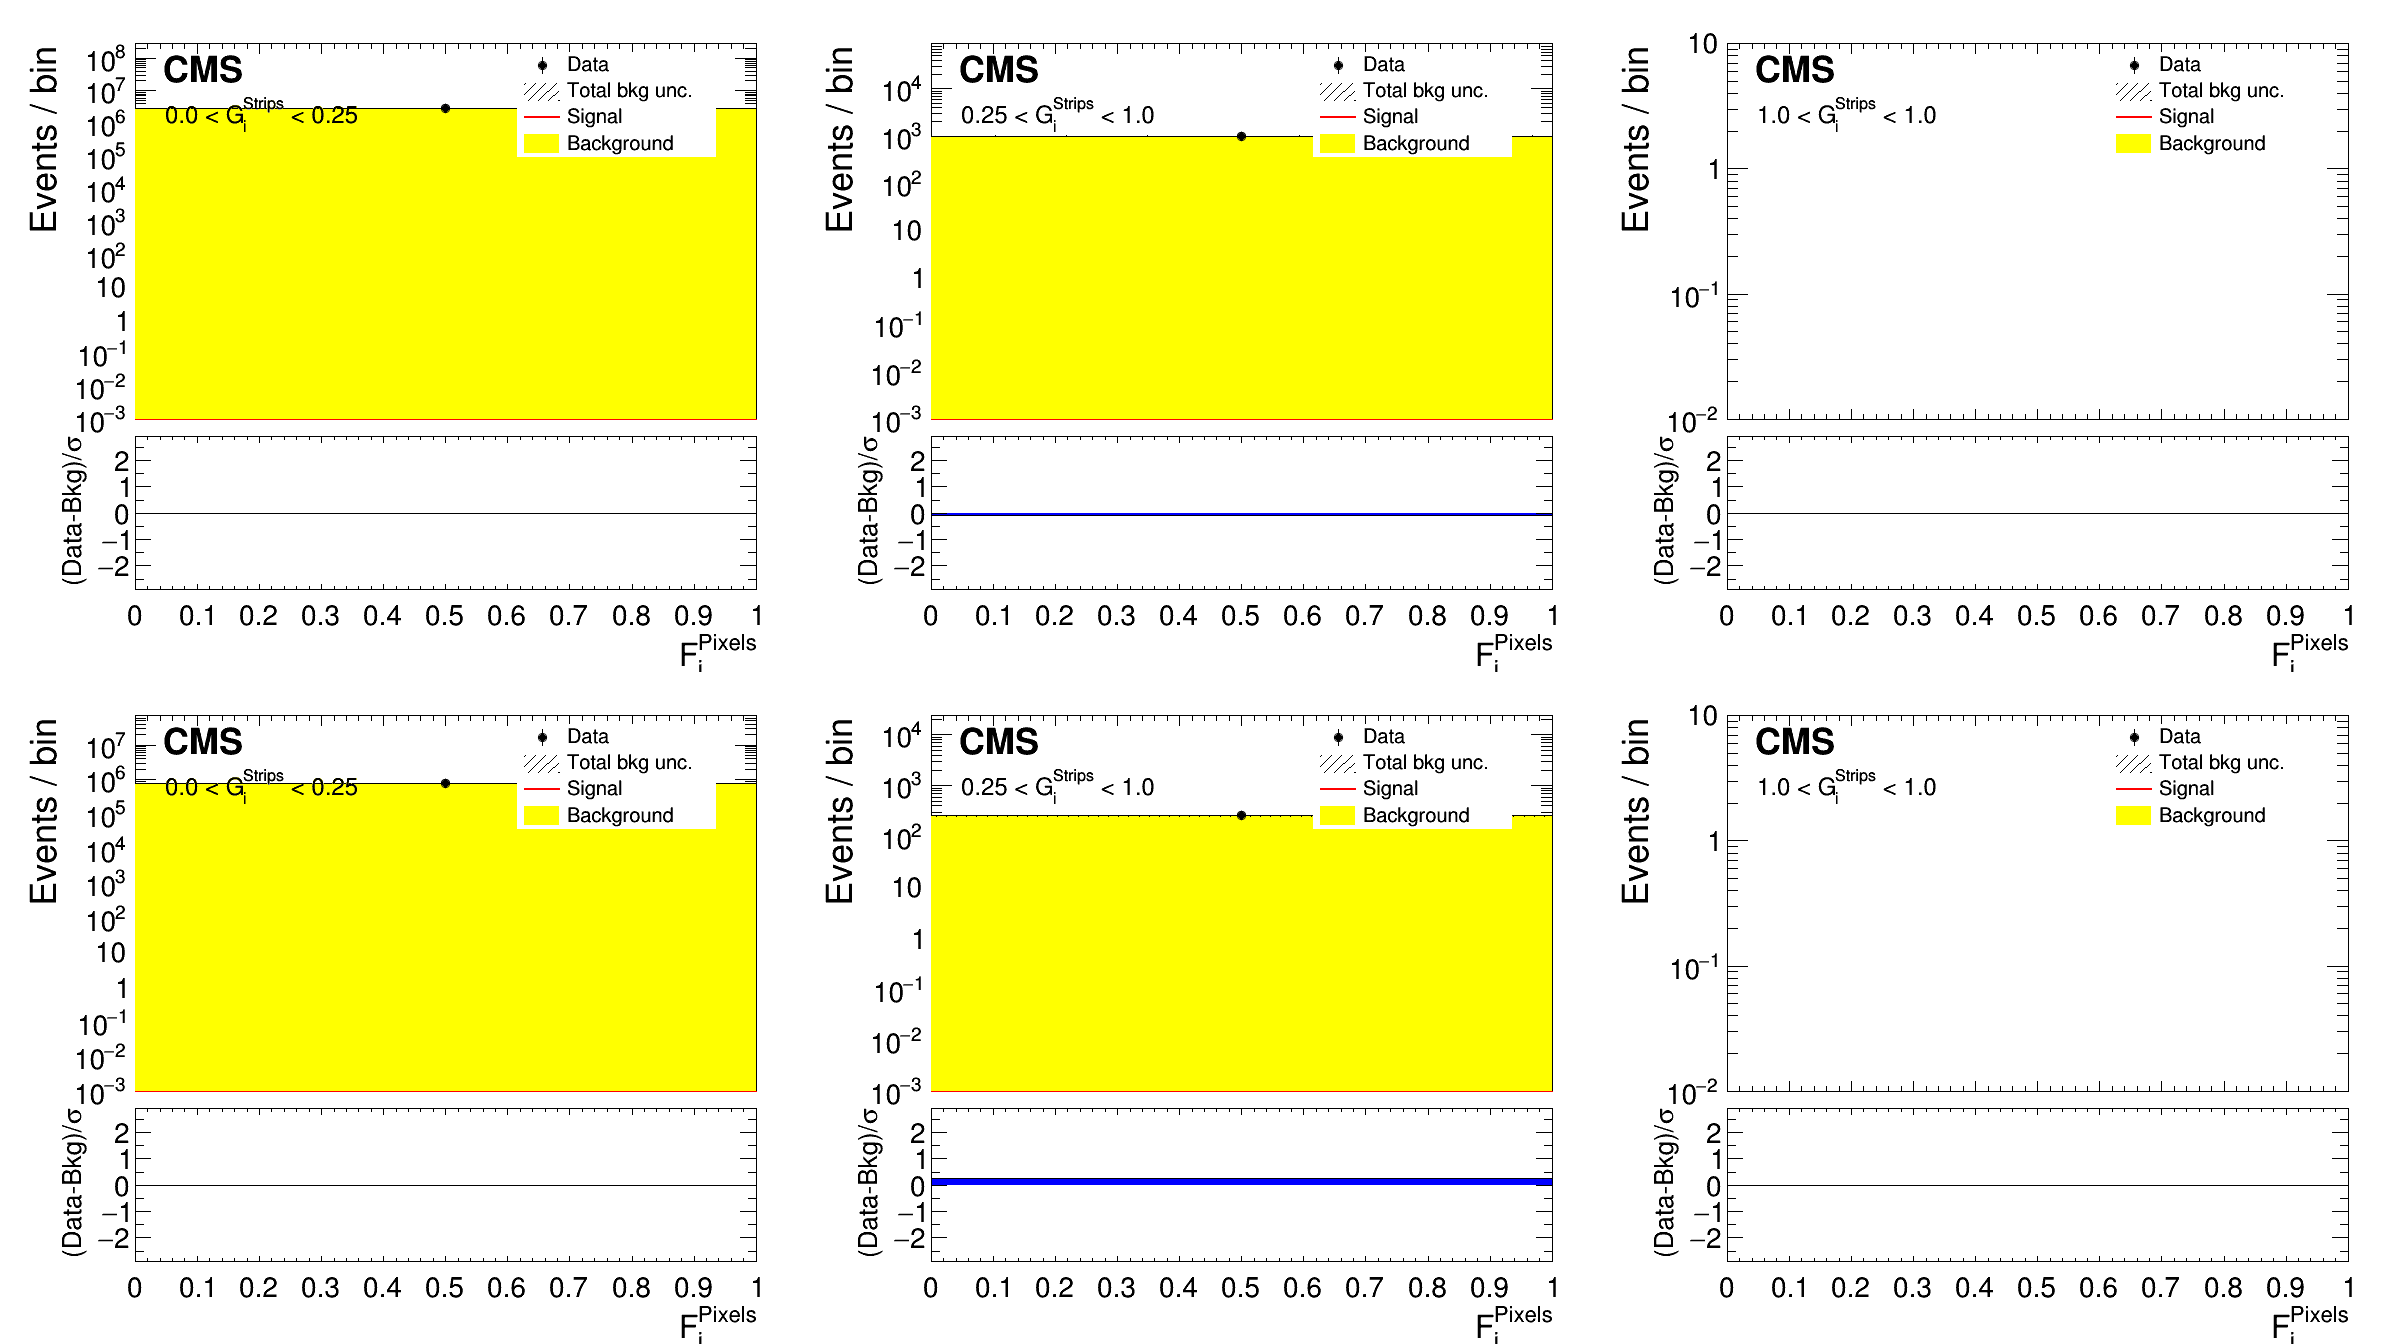 CMS
0.0 < G_i^Strips < 0.25
Data
Total bkg unc.
Signal
Background
Events / bin
10^8
10^7
10^6
10^5
10^4
10^3
10^2
10
1
10^−1
10^−2
10^−3
(Data-Bkg)/σ
2
1
0
−1
−2
0 0.1 0.2 0.3 0.4 0.5 0.6 0.7 0.8 0.9 1
F_i^Pixels
CMS
0.25 < G_i^Strips < 1.0
Data
Total bkg unc.
Signal
Background
Events / bin
10^4
10^3
10^2
10
1
10^−1
10^−2
10^−3
(Data-Bkg)/σ
2
1
0
−1
−2
0 0.1 0.2 0.3 0.4 0.5 0.6 0.7 0.8 0.9 1
F_i^Pixels
CMS
1.0 < G_i^Strips < 1.0
Data
Total bkg unc.
Signal
Background
Events / bin
10
1
10^−1
10^−2
(Data-Bkg)/σ
2
1
0
−1
−2
0 0.1 0.2 0.3 0.4 0.5 0.6 0.7 0.8 0.9 1
F_i^Pixels
CMS
0.0 < G_i^Strips < 0.25
Data
Total bkg unc.
Signal
Background
Events / bin
10^7
10^6
10^5
10^4
10^3
10^2
10
1
10^−1
10^−2
10^−3
(Data-Bkg)/σ
2
1
0
−1
−2
0 0.1 0.2 0.3 0.4 0.5 0.6 0.7 0.8 0.9 1
F_i^Pixels
CMS
0.25 < G_i^Strips < 1.0
Data
Total bkg unc.
Signal
Background
Events / bin
10^4
10^3
10^2
10
1
10^−1
10^−2
10^−3
(Data-Bkg)/σ
2
1
0
−1
−2
0 0.1 0.2 0.3 0.4 0.5 0.6 0.7 0.8 0.9 1
F_i^Pixels
CMS
1.0 < G_i^Strips < 1.0
Data
Total bkg unc.
Signal
Background
Events / bin
10
1
10^−1
10^−2
(Data-Bkg)/σ
2
1
0
−1
−2
0 0.1 0.2 0.3 0.4 0.5 0.6 0.7 0.8 0.9 1
F_i^Pixels